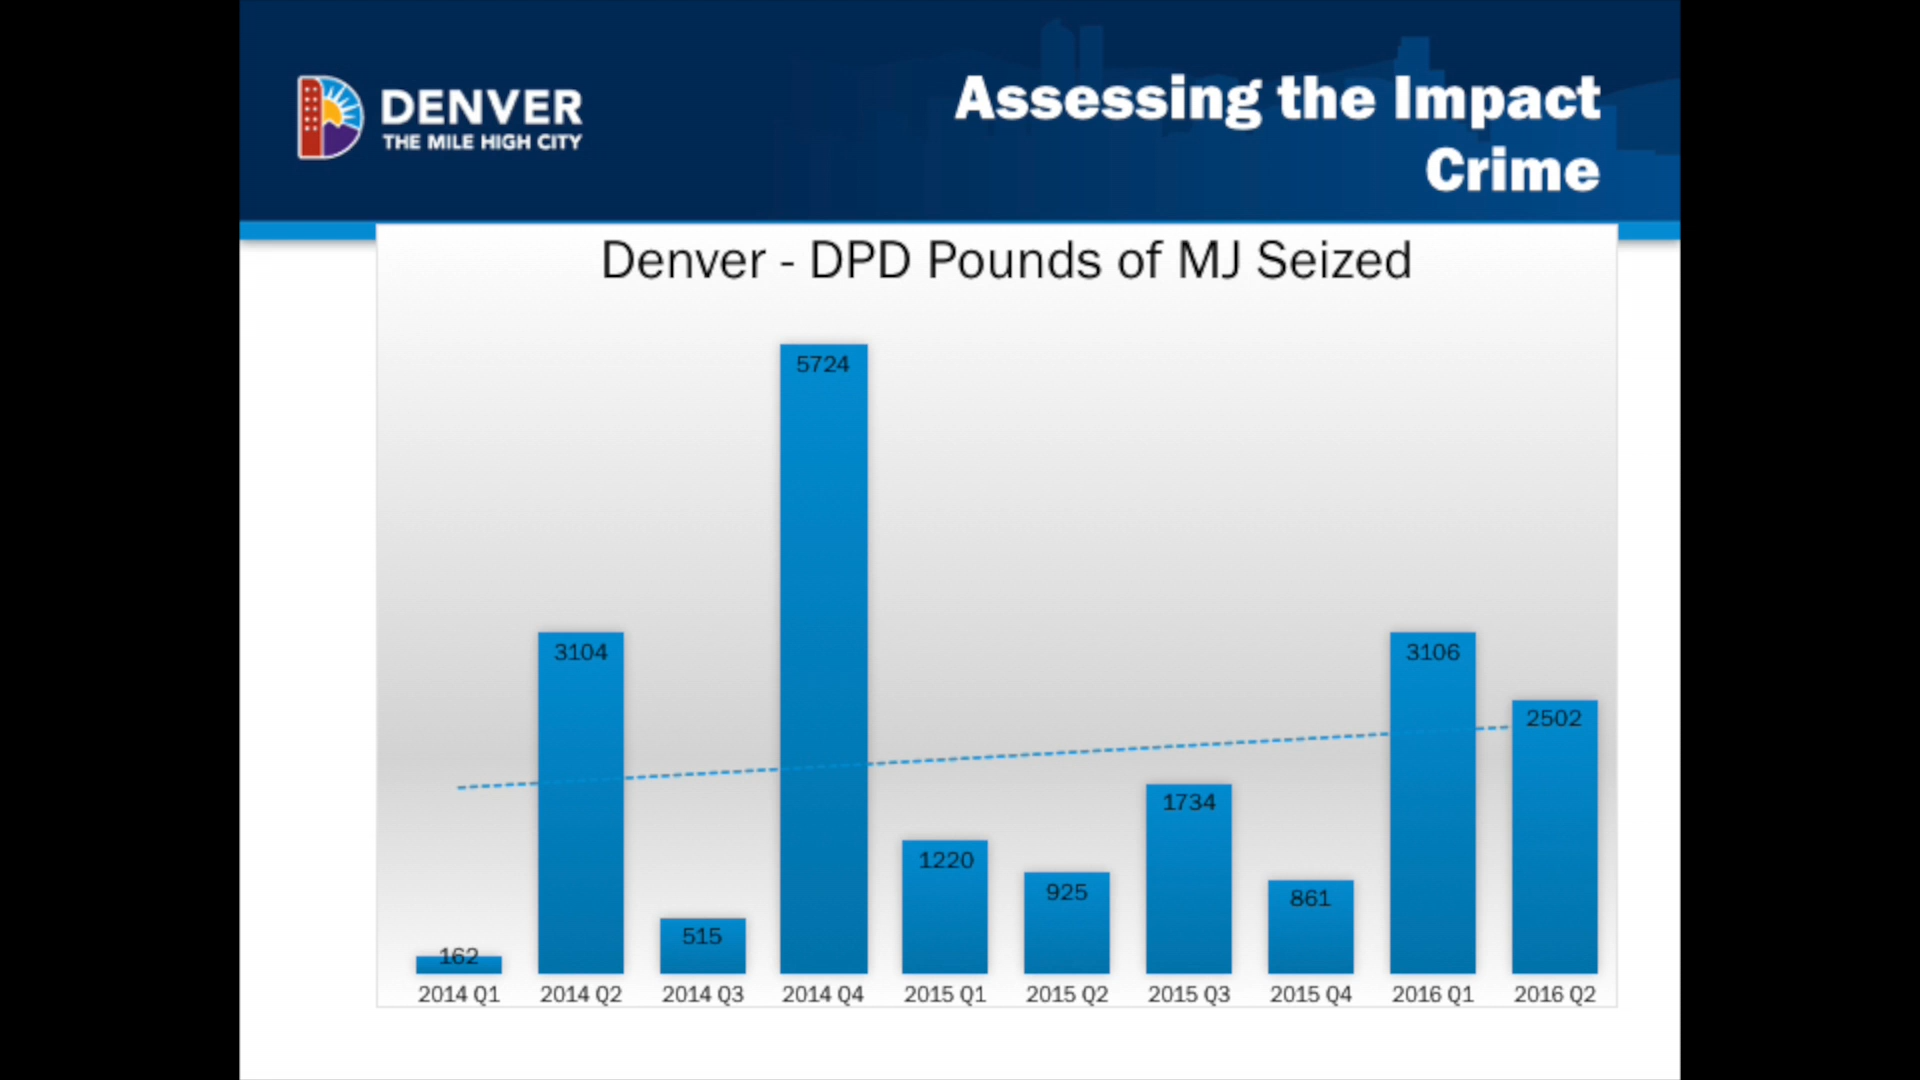 DENVER
THE MILE HIGH CITY
Assessing the Impact
Crime
Denver - DPD Pounds of MJ Seized
5724
3104
3106
2502
1734
1220
925
861
515
162
2014 Q1 2014 Q2 2014 Q3 2014 Q4 2015 Q1 2015 Q2 2015 Q3 2015 Q4 2016 Q1 2016 Q2